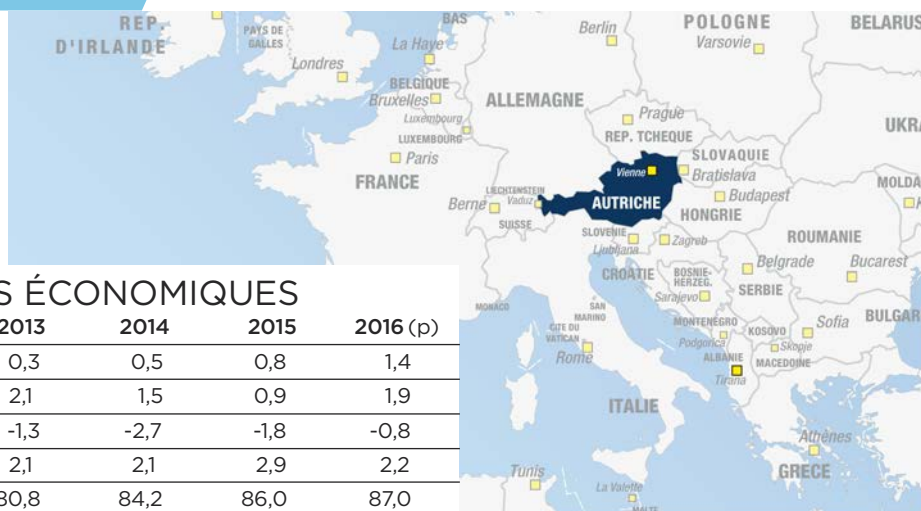 REP.
D'IRLANDE
PAYS DE
GALLES
Londres
BAS
La Haye
BELGIQUE
Bruxelles
Luxembourg
LUXEMBOURG
Paris
FRANCE
Berlin
ALLEMAGNE
POLOGNE
Varsovie
BELARUS
Prague
REP. TCHEQUE
UKRA
SLOVAQUIE
Bratislava
Vienne
AUTRICHE
LIECHTENSTEIN
Vaduz
Berne
SUISSE
Budapest
HONGRIE
MOLDA
SLOVENIE
Ljubljana
Zagreb
ROUMANIE
CROATIE
BOSNIE-
HERZEG.
Belgrade
Bucarest
SERBIE
Sarajevo
MONACO
SAN
MARINO
CITE DU
VATICAN
Rome
MONTENEGRO
Podgorica
KOSOVO
Sofia
BULGAR
Skopje
ALBANIE
MACEDOINE
Tirana
ITALIE
Athènes
GRECE
Tunis
La Valette
MALTE
S ÉCONOMIQUES
2013 2014 2015 2016 (p)
0,3 0,5 0,8 1,4
2,1 1,5 0,9 1,9
-1,3 -2,7 -1,8 -0,8
2,1 2,1 2,9 2,2
80,8 84,2 86,0 87,0